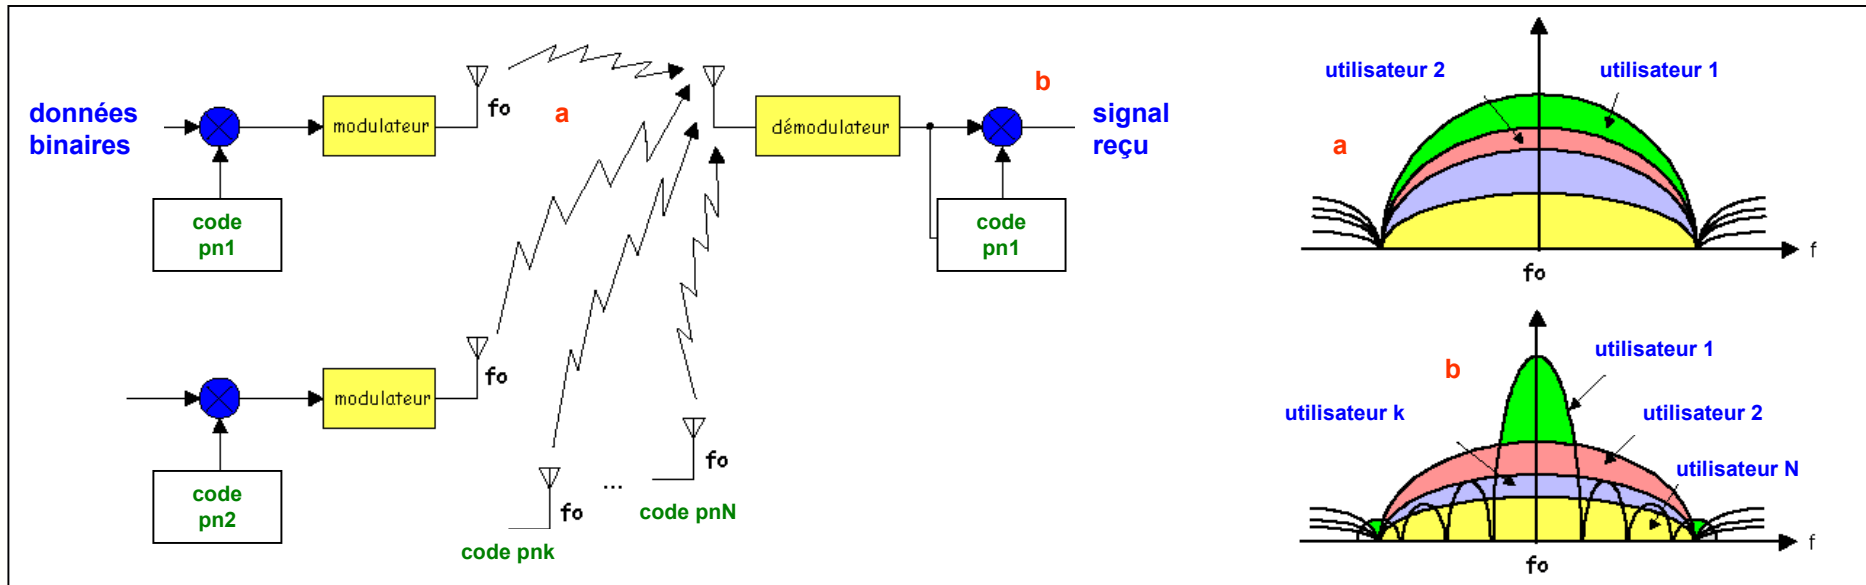 données
binaires
modulateur
fo
a
code
pn1
démodulateur
b
signal
reçu
code
pn1
modulateur
fo
code
pn2
fo
code pnk
...
fo
code pnN
utilisateur 2
utilisateur 1
a
f
fo
b
utilisateur 1
utilisateur k
utilisateur 2
utilisateur N
f
fo